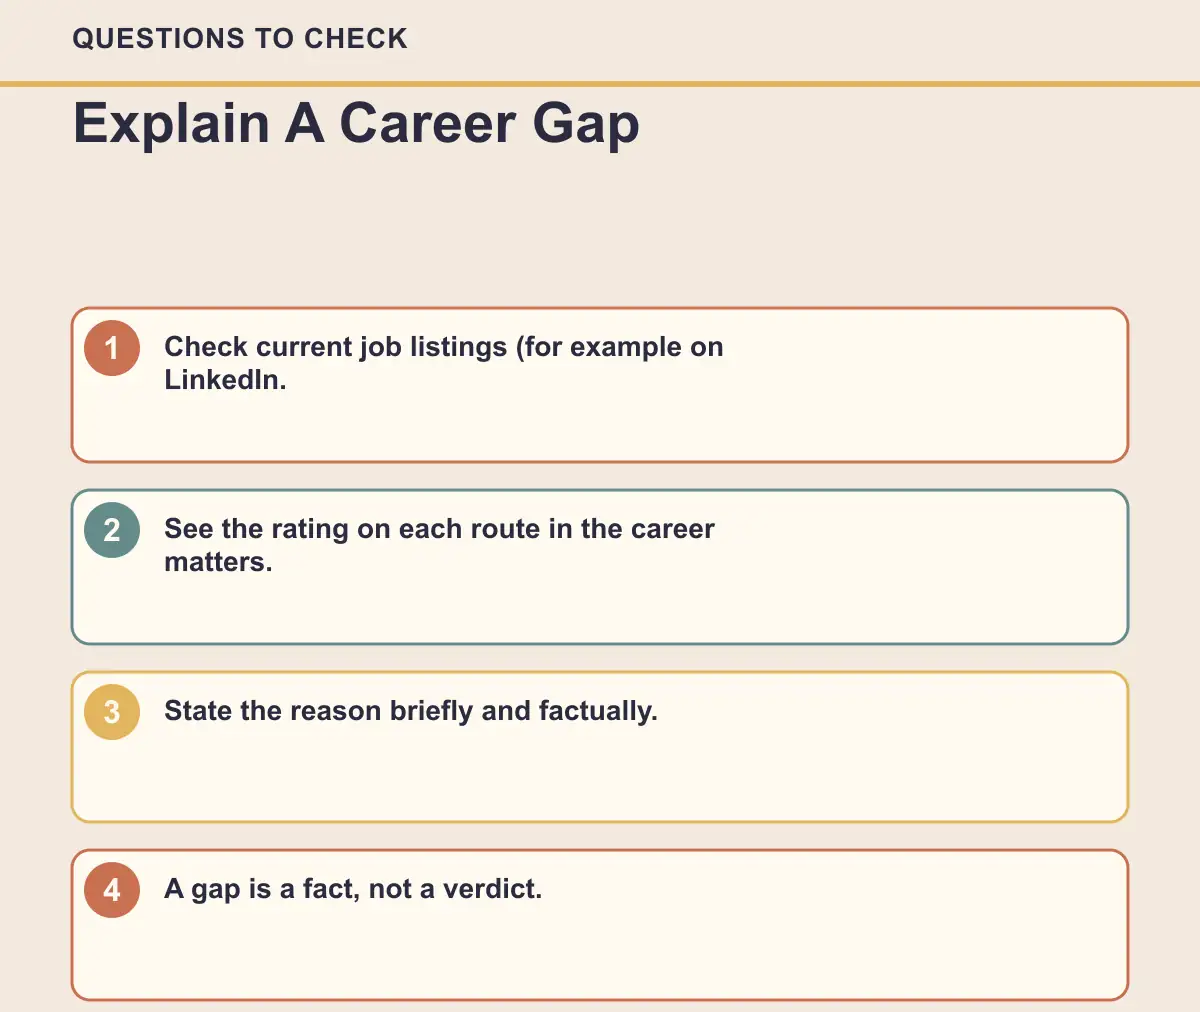 QUESTIONS TO CHECK
Explain A Career Gap
1
Check current job listings (for example on
LinkedIn.
2
See the rating on each route in the career
matters.
3
State the reason briefly and factually.
4
A gap is a fact, not a verdict.